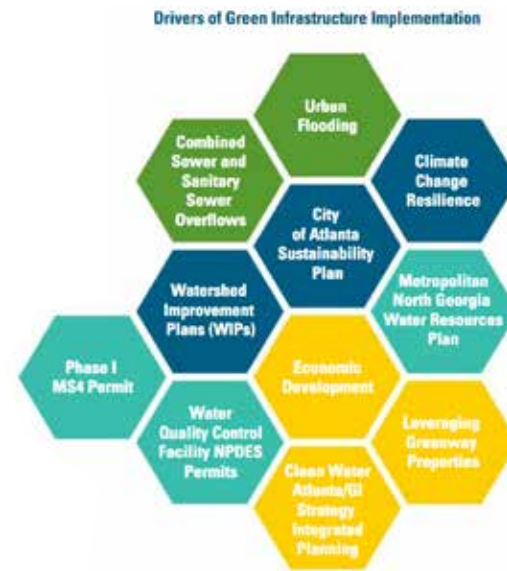 Drivers of Green Infrastructure Implementation
Urban
Flooding
Combined
Sewer and
Sanitary
Sewer
Overflows
Climate
Change
Resilience
City
of Atlanta
Sustainability
Plan
Watershed
Improvement
Plans (WIPs)
Metropolitan
North Georgia
Water Resources
Plan
Phase I
MS4 Permit
Economic
Development
Water
Quality Control
Facility NPDES
Permits
Leveraging
Greenway
Properties
Clean Water
Atlanta/GI
Strategy
Integrated
Planning